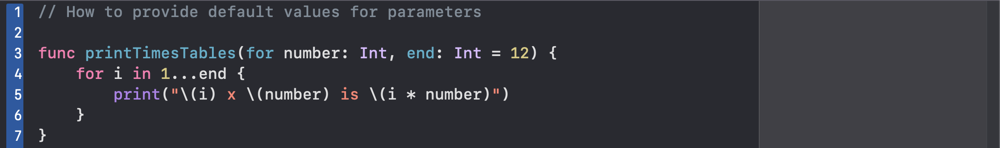 1 // How to provide default values for parameters
2
3 func printTimesTables(for number: Int, end: Int = 12) {
4     for i in 1...end {
5         print("\(i) x \(number) is \(i * number)")
6     }
7 }